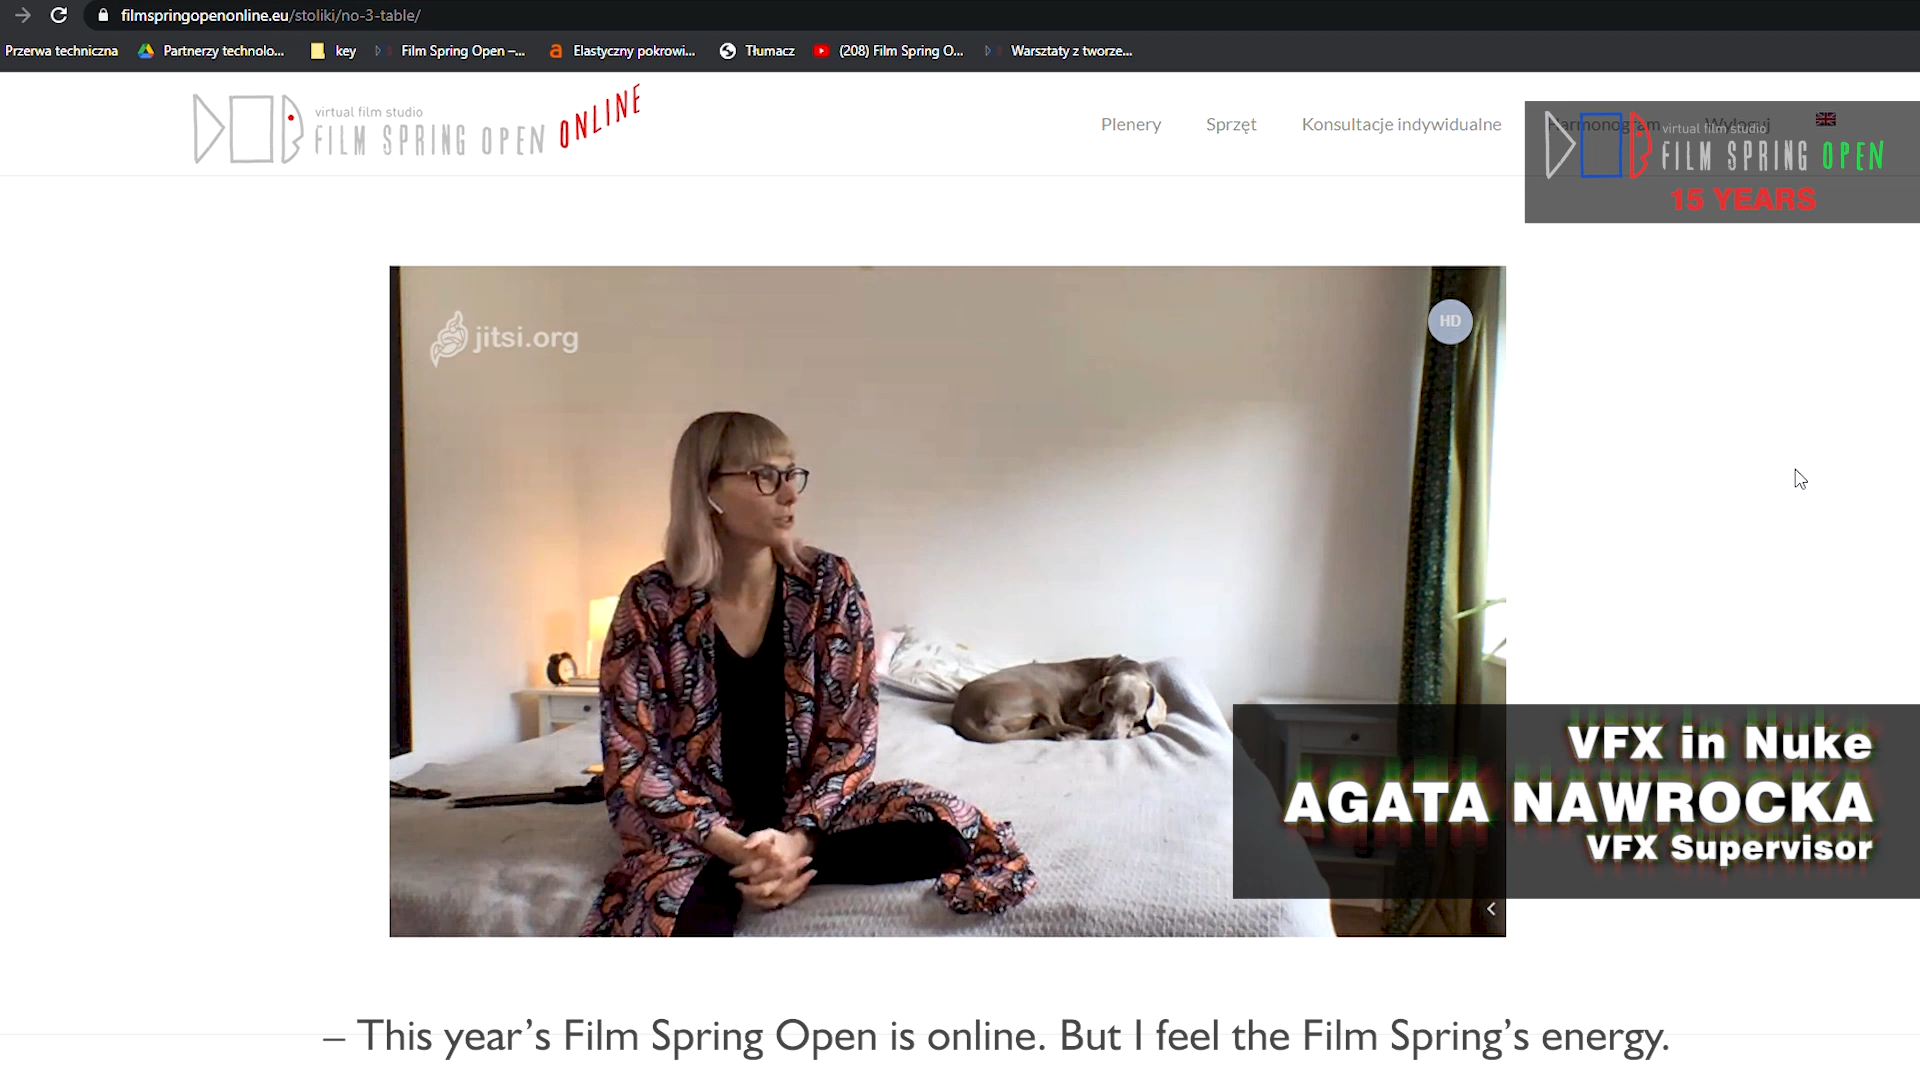 filmspringopenonline.eu/stoliki/no-3-table/
Przerwa techniczna
Partnerzy technolo...
key
Film Spring Open –...
Elastyczny pokrowi...
Tłumacz
(208) Film Spring O...
Warsztaty z tworze...
virtual film studio
FILM SPRING OPEN ONLINE
Plenery
Sprzęt
Konsultacje indywidualne
Harmonogram
Wyloguj
virtual film studio
FILM SPRING OPEN
15 YEARS
jitsi.org
HD
VFX in Nuke
AGATA NAWROCKA
VFX Supervisor
– This year’s Film Spring Open is online. But I feel the Film Spring’s energy.